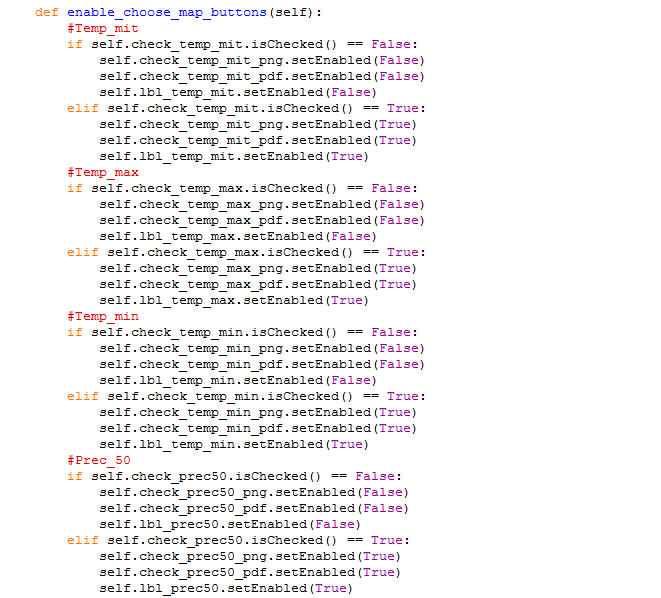 def enable_choose_map_buttons(self):
#Temp_mit
if self.check_temp_mit.isChecked() == False:
self.check_temp_mit_png.setEnabled(False)
self.check_temp_mit_pdf.setEnabled(False)
self.lbl_temp_mit.setEnabled(False)
elif self.check_temp_mit.isChecked() == True:
self.check_temp_mit_png.setEnabled(True)
self.check_temp_mit_pdf.setEnabled(True)
self.lbl_temp_mit.setEnabled(True)
#Temp_max
if self.check_temp_max.isChecked() == False:
self.check_temp_max_png.setEnabled(False)
self.check_temp_max_pdf.setEnabled(False)
self.lbl_temp_max.setEnabled(False)
elif self.check_temp_max.isChecked() == True:
self.check_temp_max_png.setEnabled(True)
self.check_temp_max_pdf.setEnabled(True)
self.lbl_temp_max.setEnabled(True)
#Temp_min
if self.check_temp_min.isChecked() == False:
self.check_temp_min_png.setEnabled(False)
self.check_temp_min_pdf.setEnabled(False)
self.lbl_temp_min.setEnabled(False)
elif self.check_temp_min.isChecked() == True:
self.check_temp_min_png.setEnabled(True)
self.check_temp_min_pdf.setEnabled(True)
self.lbl_temp_min.setEnabled(True)
#Prec_50
if self.check_prec50.isChecked() == False:
self.check_prec50_png.setEnabled(False)
self.check_prec50_pdf.setEnabled(False)
self.lbl_prec50.setEnabled(False)
elif self.check_prec50.isChecked() == True:
self.check_prec50_png.setEnabled(True)
self.check_prec50_pdf.setEnabled(True)
self.lbl_prec50.setEnabled(True)